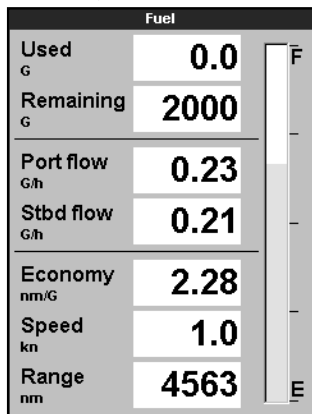 Fuel
Used 0.0 F
G
Remaining 2000
G
Port flow 0.23
G/h
Stbd flow 0.21
G/h
Economy 2.28
nm/G
Speed 1.0
kn
Range 4563 E
nm